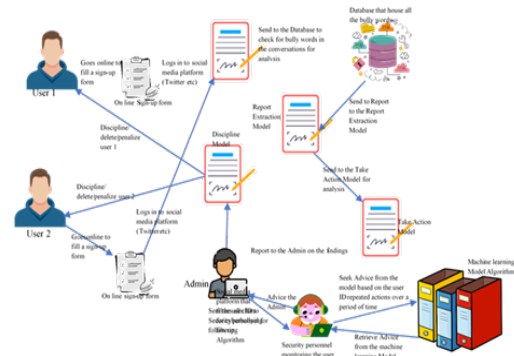 Send to the Database to
check for bully words in
the conversations for
analysis
Database that house all
the bully words
Goes online to
fill a sign-up
form
Logs in to social
media platform
(Twitter etc)
User 1
On line Sign-up form
Report
Extraction
Model
Send to Report
to the Report
Extraction
Model
Discipline
Model
Discipline/
delete/penalize
user 1
Send to the Take
Action Model for
analysis
Discipline/
delete/penalize user 2
User 2
Logs in to social
media platform
(Twitter etc)
Goes online to
fill a sign-up
form
Take Action
Model
Report to the Admin on the findings
Machine learning
Model Algorithm
Admin
Seek Advice from the
model based on the user
ID repeated actions over a
period of time
On line sign-up form
media
platform that
Algorithm
Advice the
Admin
Security personnel
monitoring the user
Retrieve Advice
from the machine
learning Model